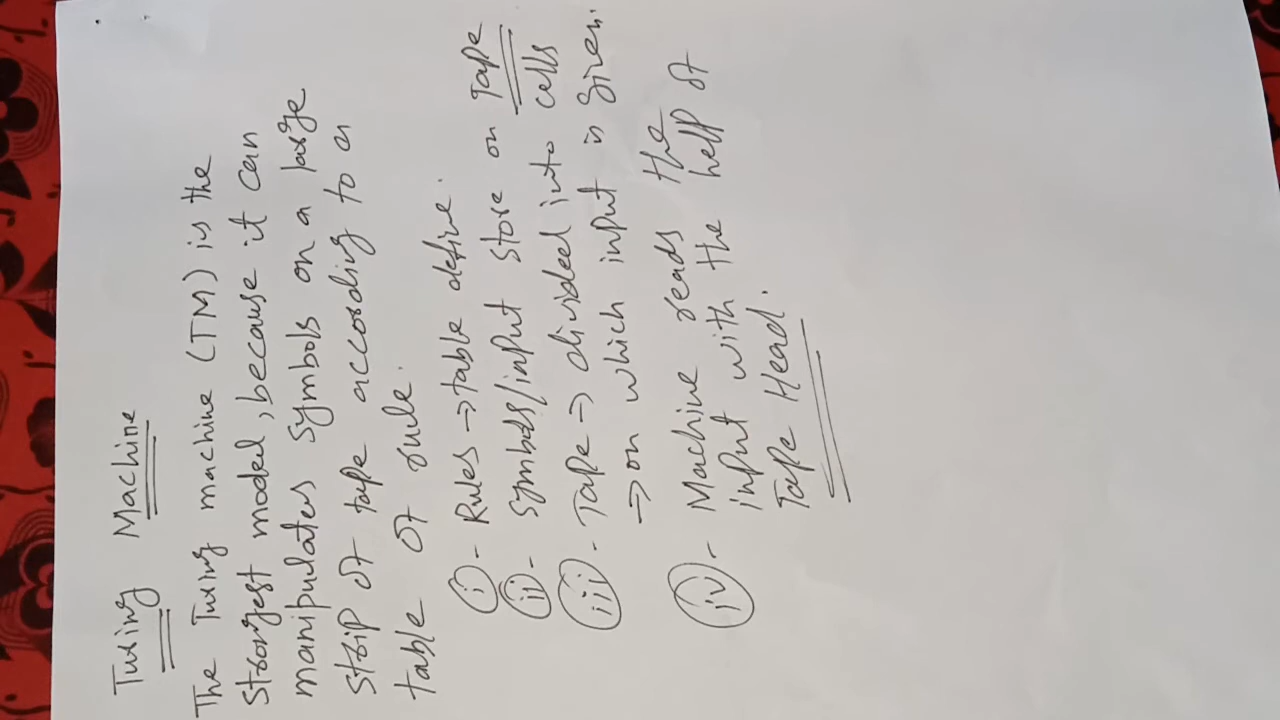 Turing Machine
The Turing machine (TM) is the
strongest model, because it can
manipulates symbols on a large
strip of tape according to a
table of rule.
(i) - Rules → table define.
(ii) - Symbols/input store on Tape
(iii) - Tape → divided into cells
→ on which input is given.
(iv) - Machine reads the
input with the help of
Tape Head.